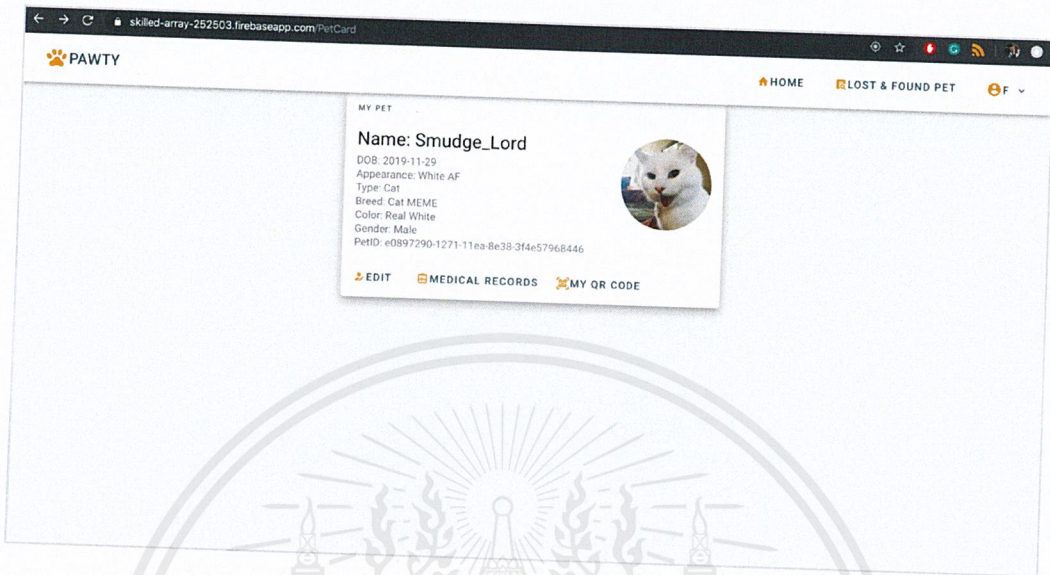 skilled-array-252503.firebaseapp.com/PetCard
PAWTY
HOME
LOST & FOUND PET
F
MY PET
Name: Smudge_Lord
DOB: 2019-11-29
Appearance: White AF
Type: Cat
Breed: Cat MEME
Color: Real White
Gender: Male
PetID: e0897290-1271-11ea-8e38-3f4e57968446
EDIT
MEDICAL RECORDS
MY QR CODE